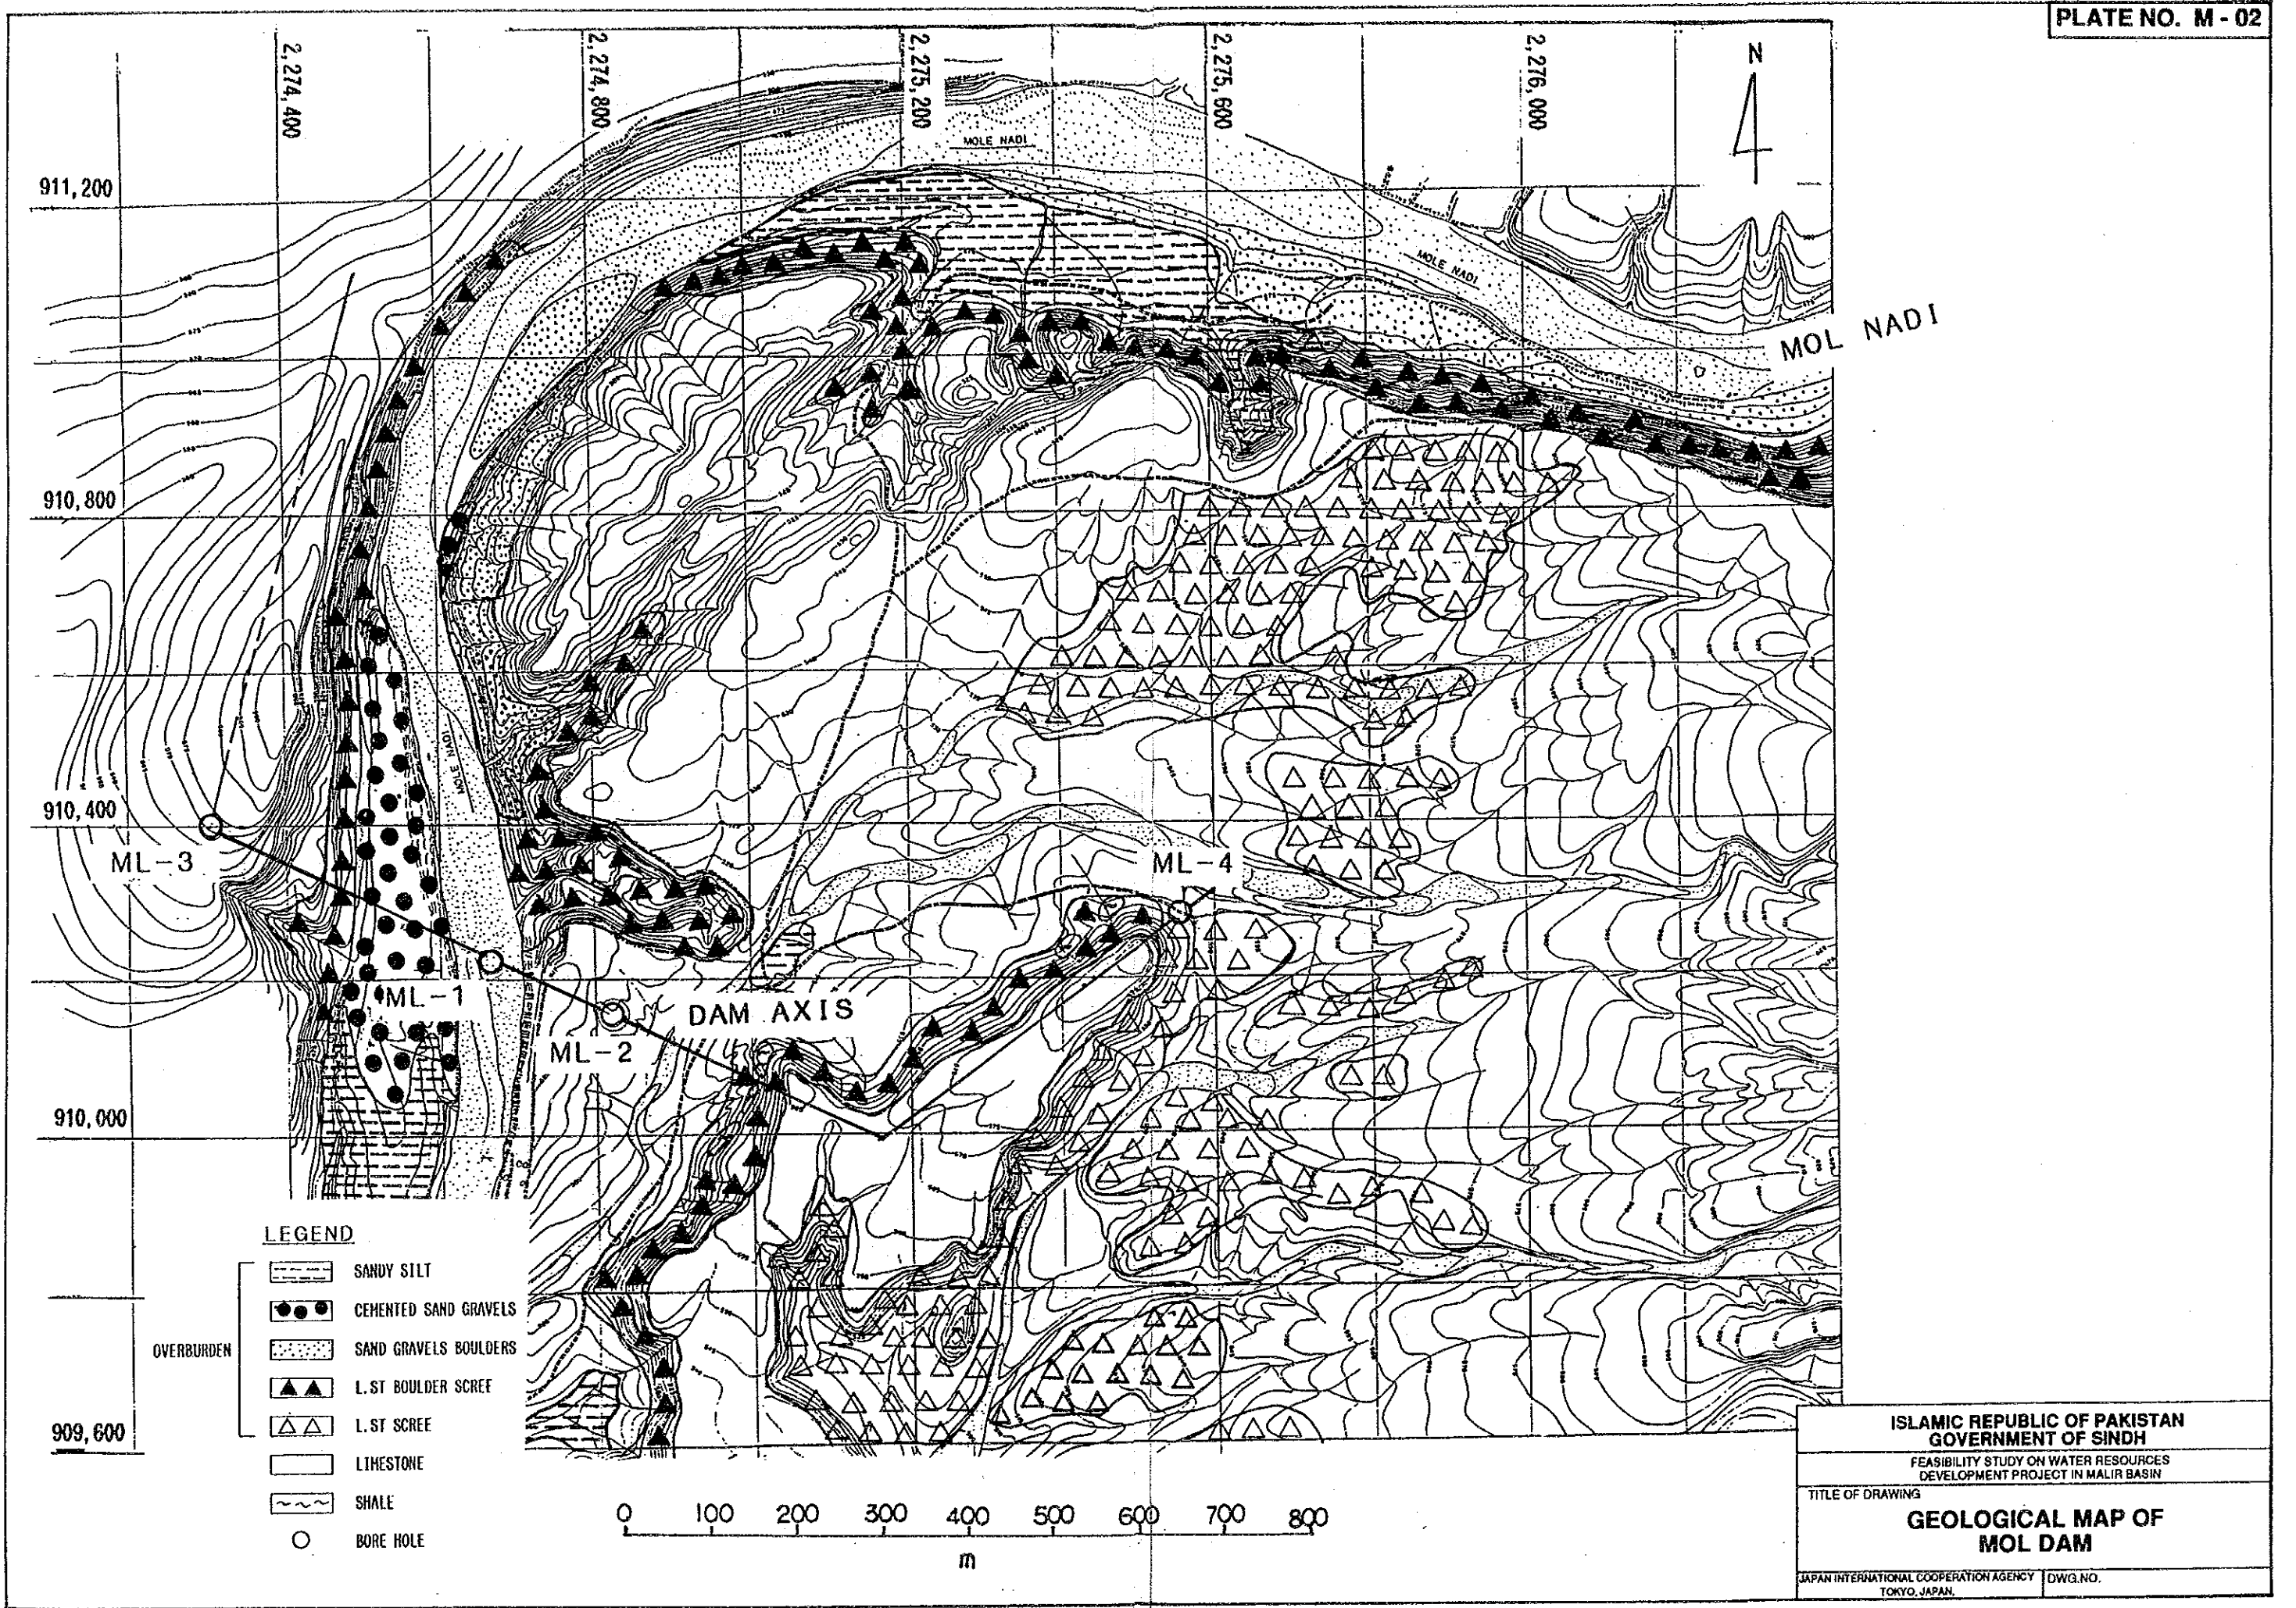 PLATE NO. M - 02
2,274,400
2,274,800
2,275,200
2,275,600
2,276,000
N
MOLE NADI
911,200
MOLE NADI
MOL NADI
910,800
MOLE NADI
910,400
ML-3
ML-4
ML-1
DAM AXIS
ML-2
910,000
909,600
LEGEND
OVERBURDEN
SANDY SILT
CEMENTED SAND GRAVELS
SAND GRAVELS BOULDERS
L.ST BOULDER SCREE
L.ST SCREE
LIMESTONE
SHALE
BORE HOLE
0 100 200 300 400 500 600 700 800
m
ISLAMIC REPUBLIC OF PAKISTAN
GOVERNMENT OF SINDH
FEASIBILITY STUDY ON WATER RESOURCES
DEVELOPMENT PROJECT IN MALIR BASIN
TITLE OF DRAWING
GEOLOGICAL MAP OF
MOL DAM
JAPAN INTERNATIONAL COOPERATION AGENCY
TOKYO, JAPAN.
DWG.NO.